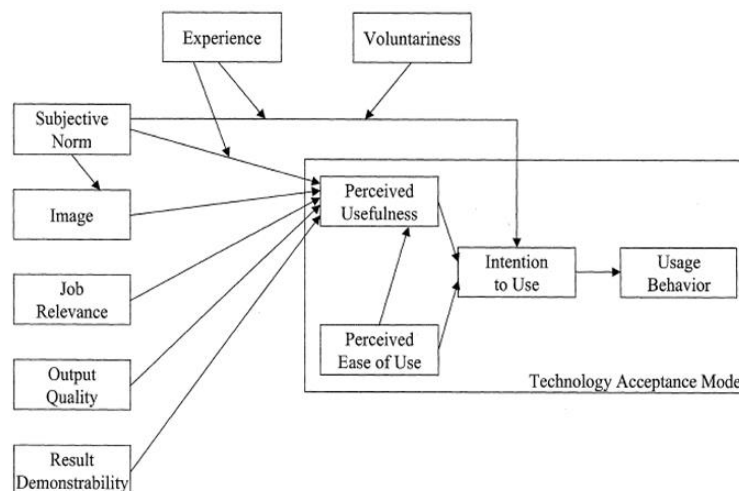 Experience
Voluntariness
Subjective
Norm
Image
Perceived
Usefulness
Job
Relevance
Intention
to Use
Usage
Behavior
Perceived
Ease of Use
Output
Quality
Technology Acceptance Mode
Result
Demonstrability